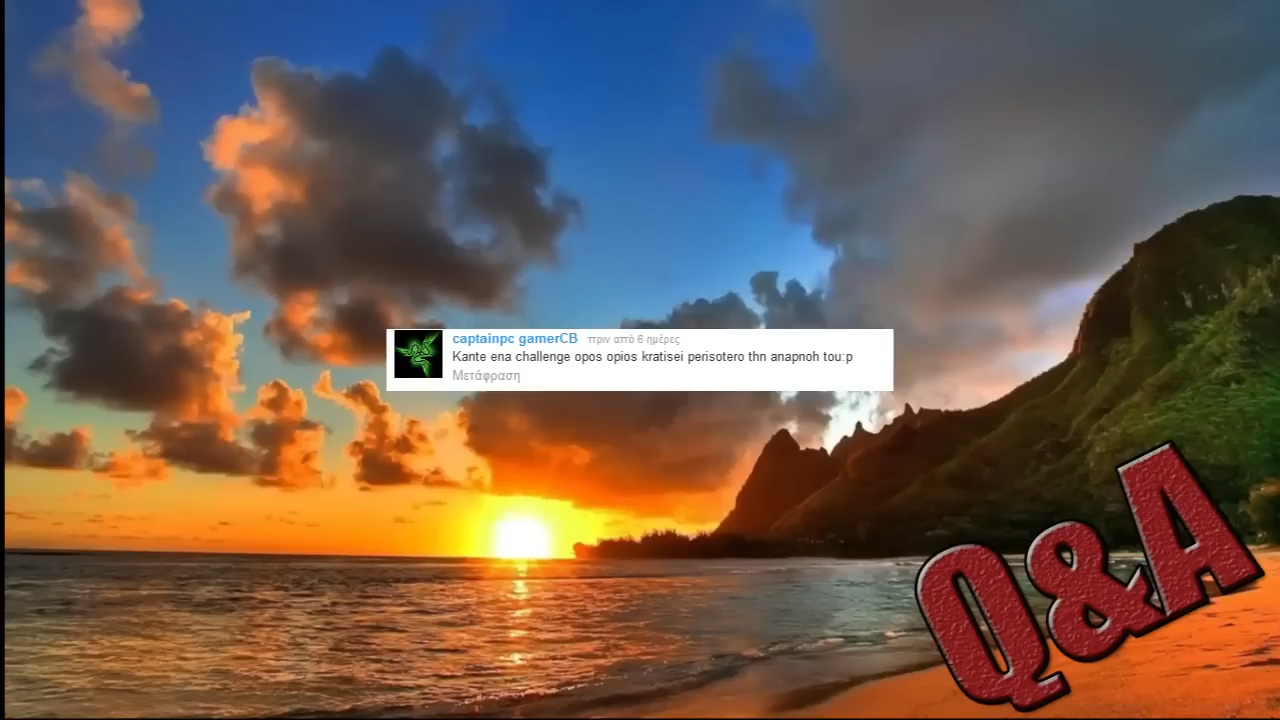 captainpc gamerCB πριν από 6 ημέρες
Kante ena challenge opos opios kratisei perisotero thn anapnoh tou:p
Μετάφραση
Q&A